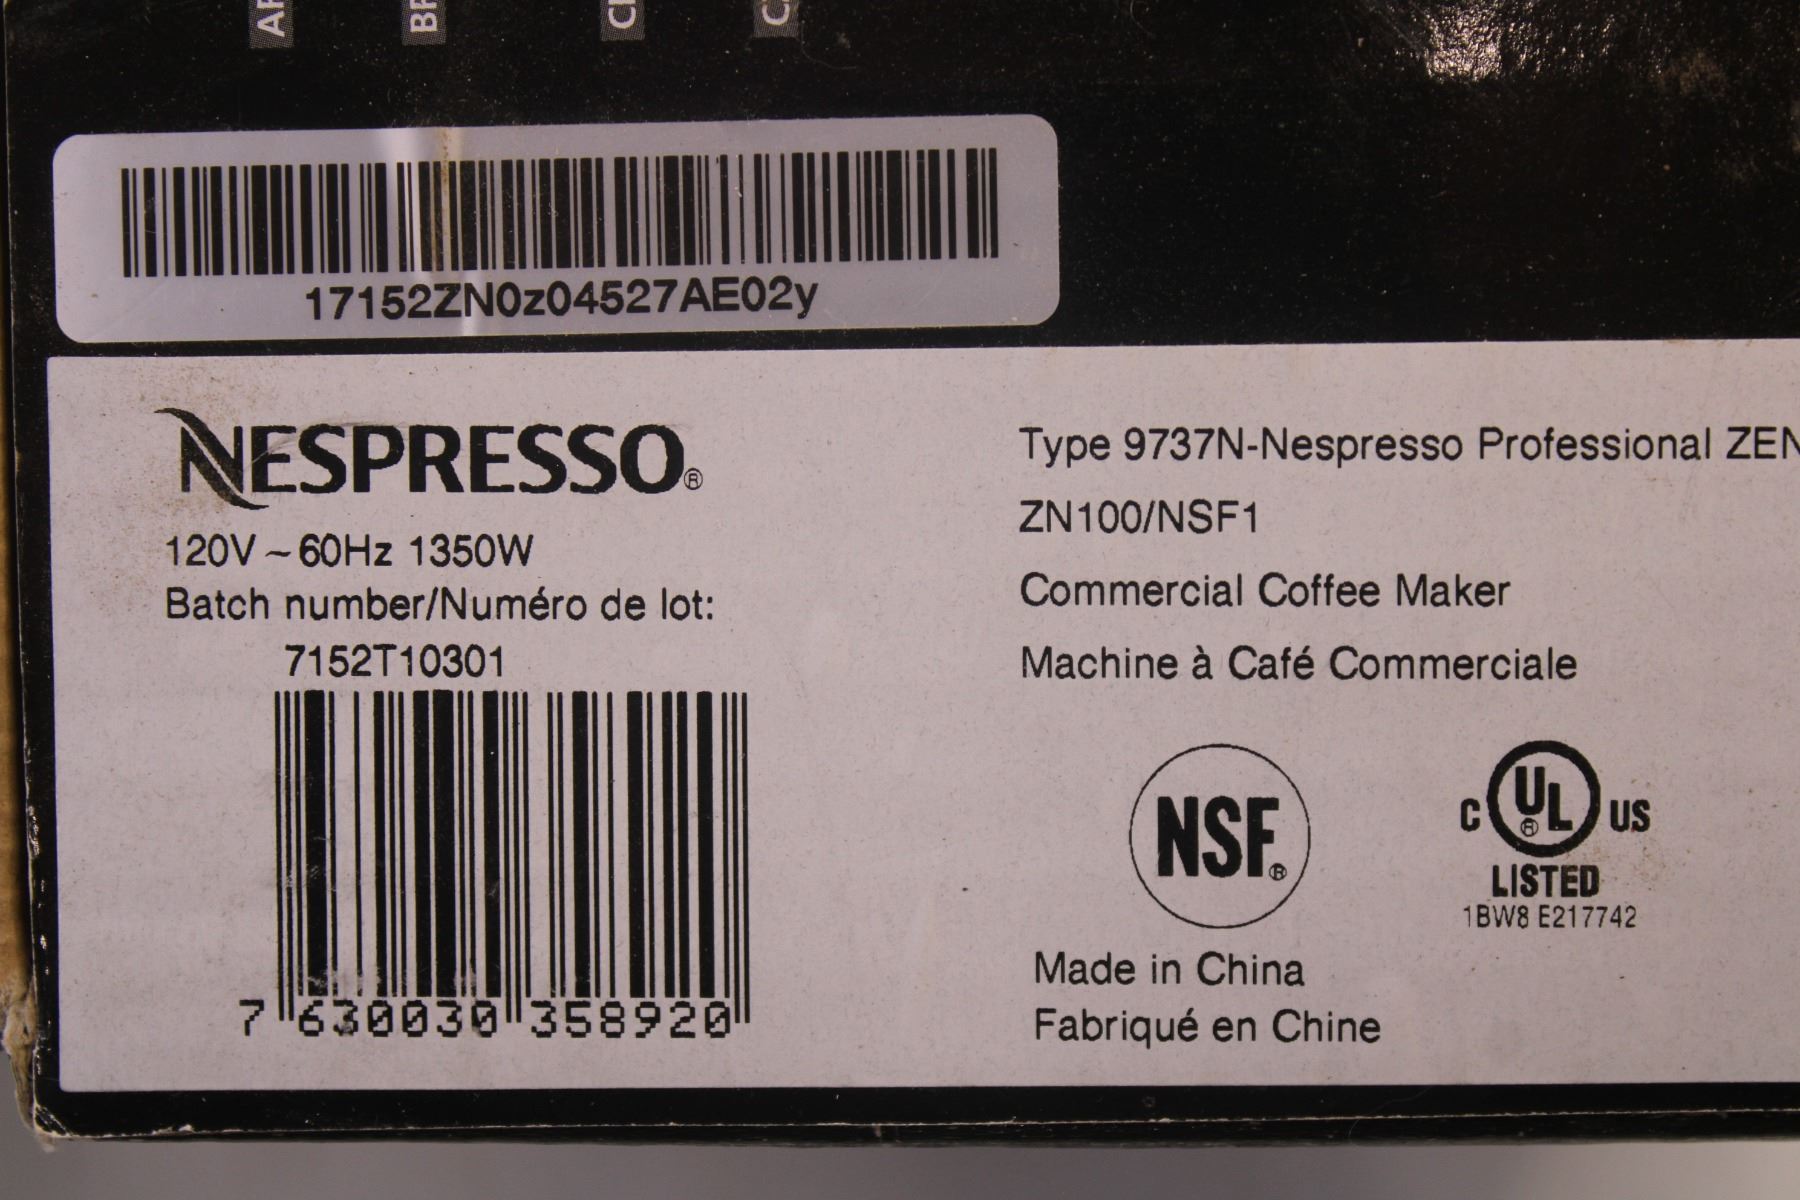 17152ZN0z04527AE02y
NESPRESSO®
120V ~ 60Hz 1350W
Batch number/Numéro de lot:
7152T10301
7 630030 358920
Type 9737N-Nespresso Professional ZEN
ZN100/NSF1
Commercial Coffee Maker
Machine à Café Commerciale
NSF®
C UL® US
LISTED
1BW8 E217742
Made in China
Fabriqué en Chine